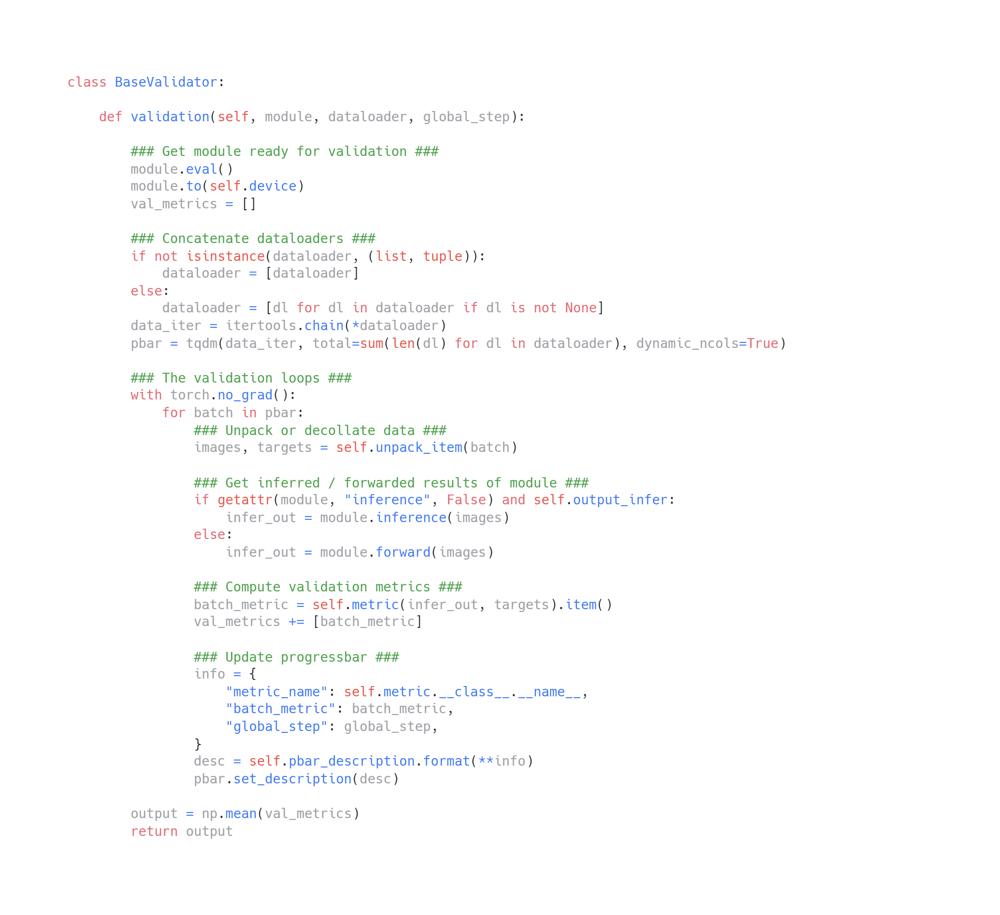 class BaseValidator:

    def validation(self, module, dataloader, global_step):

        ### Get module ready for validation ###
        module.eval()
        module.to(self.device)
        val_metrics = []

        ### Concatenate dataloaders ###
        if not isinstance(dataloader, (list, tuple)):
            dataloader = [dataloader]
        else:
            dataloader = [dl for dl in dataloader if dl is not None]
        data_iter = itertools.chain(*dataloader)
        pbar = tqdm(data_iter, total=sum(len(dl) for dl in dataloader), dynamic_ncols=True)

        ### The validation loops ###
        with torch.no_grad():
            for batch in pbar:
                ### Unpack or decollate data ###
                images, targets = self.unpack_item(batch)

                ### Get inferred / forwarded results of module ###
                if getattr(module, "inference", False) and self.output_infer:
                    infer_out = module.inference(images)
                else:
                    infer_out = module.forward(images)

                ### Compute validation metrics ###
                batch_metric = self.metric(infer_out, targets).item()
                val_metrics += [batch_metric]

                ### Update progressbar ###
                info = {
                    "metric_name": self.metric.__class__.__name__,
                    "batch_metric": batch_metric,
                    "global_step": global_step,
                }
                desc = self.pbar_description.format(**info)
                pbar.set_description(desc)

        output = np.mean(val_metrics)
        return output